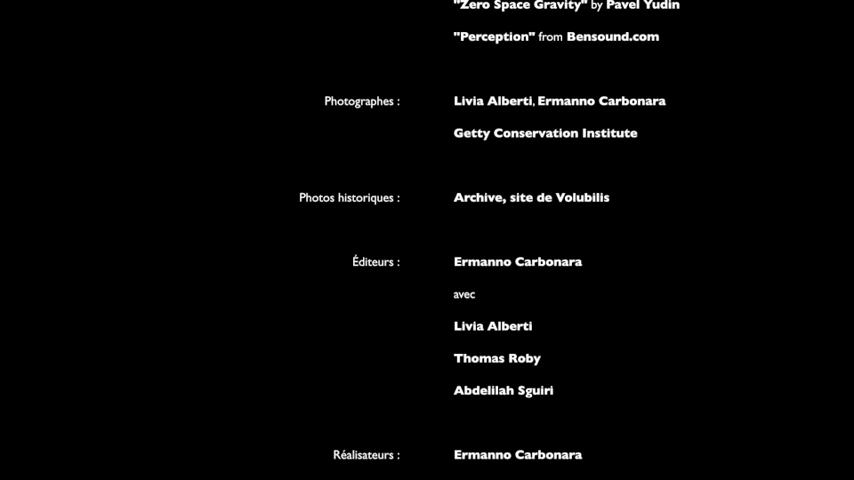 "Zero Space Gravity" by Pavel Yudin
"Perception" from Bensound.com
Photographes : Livia Alberti, Ermanno Carbonara
Getty Conservation Institute
Photos historiques : Archive, site de Volubilis
Éditeurs : Ermanno Carbonara
avec
Livia Alberti
Thomas Roby
Abdelilah Sguiri
Réalisateurs : Ermanno Carbonara